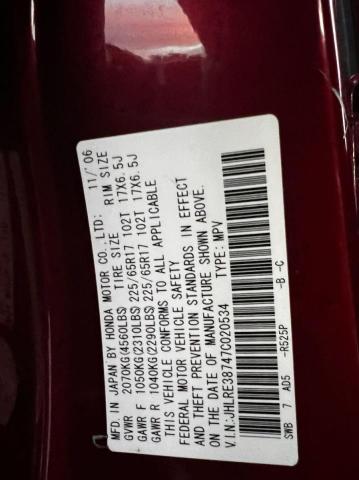 MFD. IN JAPAN BY HONDA MOTOR CO., LTD: 11/'06
GVWR 2070KG(4560LBS) TIRE SIZE RIM SIZE
GAWR F 1050KG(2310LBS) 225/65R17 102T 17X6.5J
GAWR R 1040KG(2290LBS) 225/65R17 102T 17X6.5J
THIS VEHICLE CONFORMS TO ALL APPLICABLE
FEDERAL MOTOR VEHICLE SAFETY
AND THEFT PREVENTION STANDARDS IN EFFECT
ON THE DATE OF MANUFACTURE SHOWN ABOVE.
V.I.N: JHLRE38747C020534 TYPE: MPV
SWB 7 AD5 -R525P -B -C